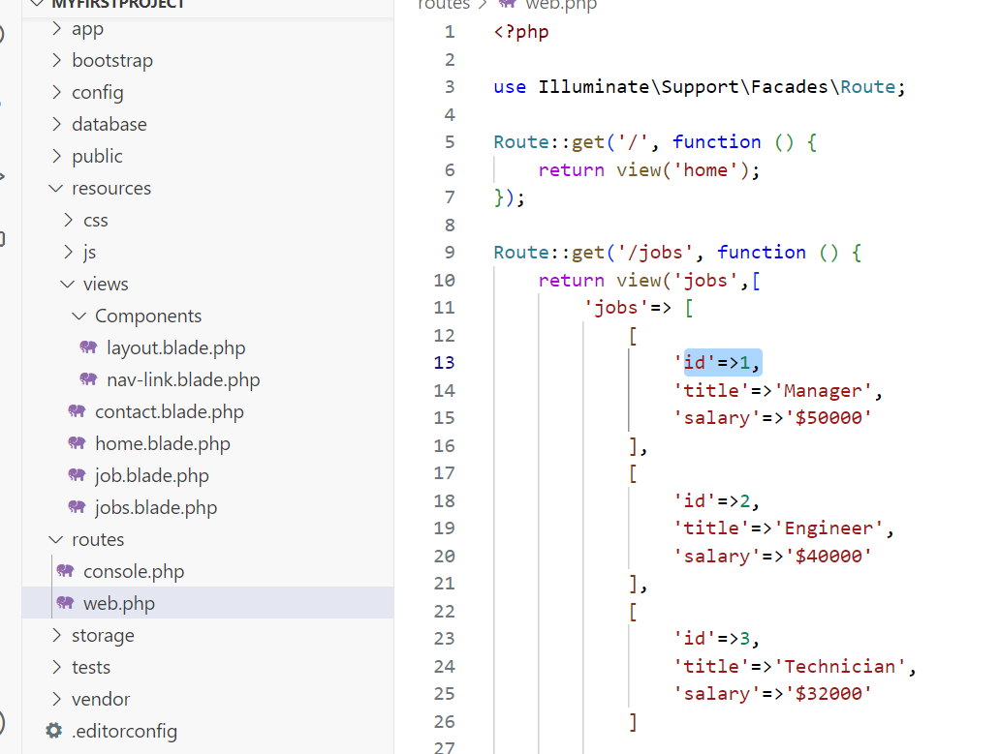 MYFIRSTPROJECT
app
bootstrap
config
database
public
resources
css
js
views
Components
layout.blade.php
nav-link.blade.php
contact.blade.php
home.blade.php
job.blade.php
jobs.blade.php
routes
console.php
web.php
storage
tests
vendor
.editorconfig
routes > web.php
1 <?php
2
3 use Illuminate\Support\Facades\Route;
4
5 Route::get('/', function () {
6     return view('home');
7 });
8
9 Route::get('/jobs', function () {
10     return view('jobs',[
11         'jobs'=> [
12             [
13                 'id'=>1,
14                 'title'=>'Manager',
15                 'salary'=>'$50000'
16             ],
17             [
18                 'id'=>2,
19                 'title'=>'Engineer',
20                 'salary'=>'$40000'
21             ],
22             [
23                 'id'=>3,
24                 'title'=>'Technician',
25                 'salary'=>'$32000'
26             ]
27